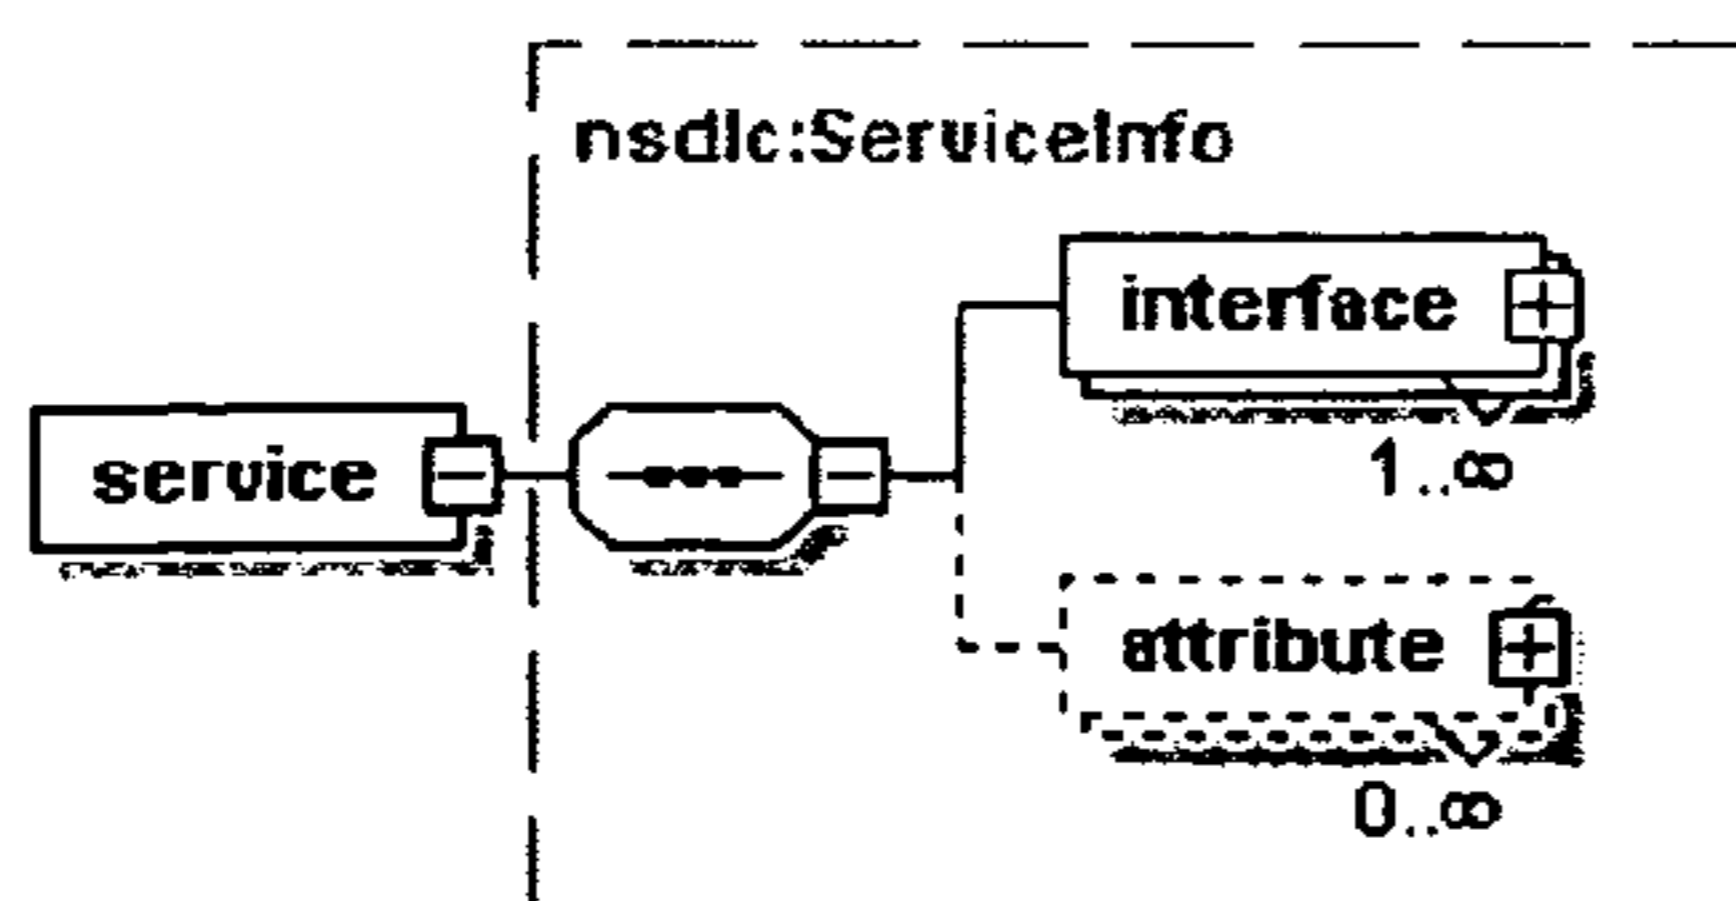 nsdlc:ServiceInfo
interface
1..∞
service
attribute
0..∞